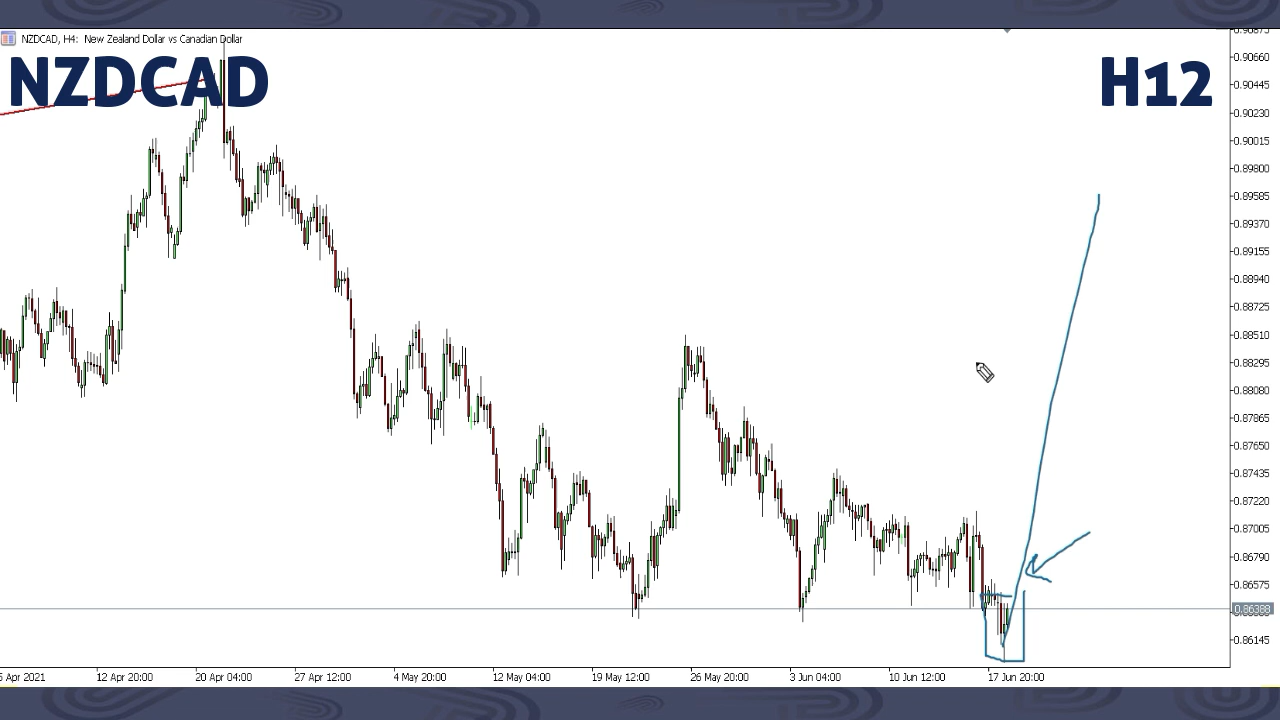 NZDCAD, H4: New Zealand Dollar vs Canadian Dollar
NZDCAD
H12
0.90660
0.90445
0.90230
0.90015
0.89800
0.89585
0.89370
0.89155
0.88940
0.88725
0.88510
0.88295
0.88080
0.87865
0.87650
0.87435
0.87220
0.87005
0.86790
0.86575
0.86388
0.86145
Apr 2021
12 Apr 20:00
20 Apr 04:00
27 Apr 12:00
4 May 20:00
12 May 04:00
19 May 12:00
26 May 20:00
3 Jun 04:00
10 Jun 12:00
17 Jun 20:00